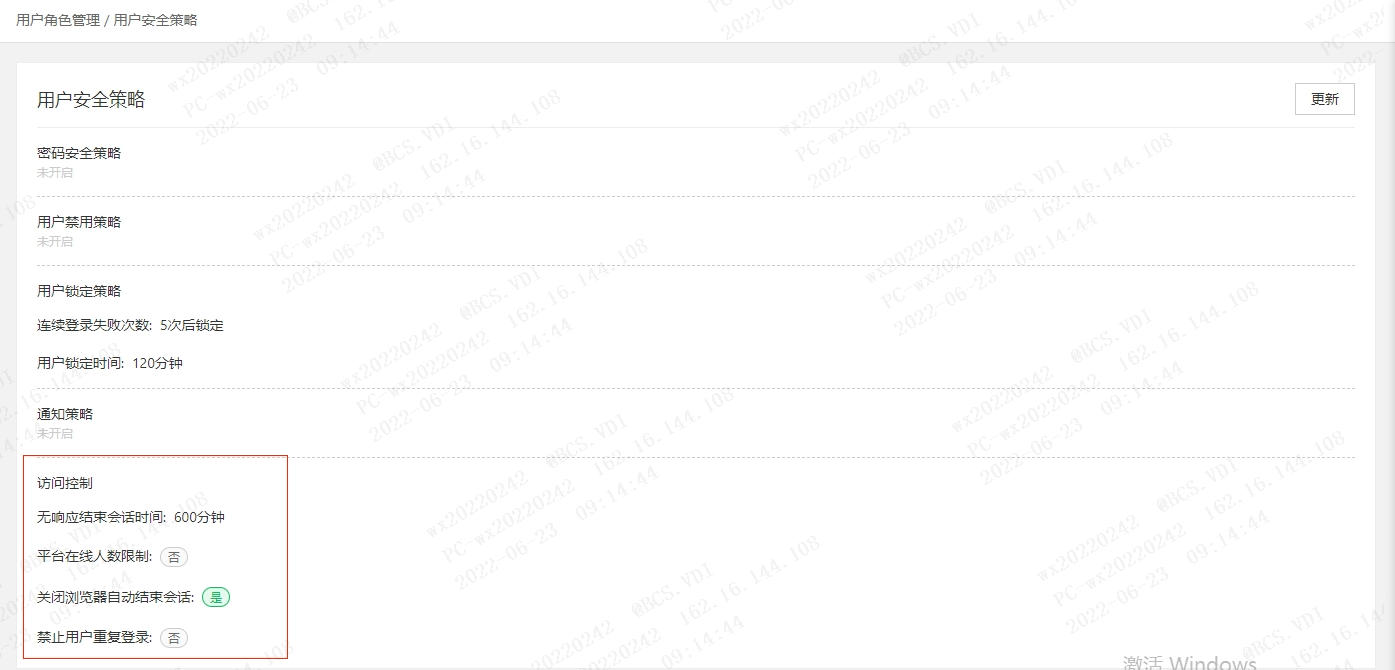 用户角色管理 / 用户安全策略
用户安全策略
更新
密码安全策略
未开启
用户禁用策略
未开启
用户锁定策略
连续登录失败次数: 5次后锁定
用户锁定时间: 120分钟
通知策略
未开启
访问控制
无响应结束会话时间: 600分钟
平台在线人数限制: 否
关闭浏览器自动结束会话: 是
禁止用户重复登录: 否
激活 Windows
wx20220242 @BCS.VDI
PC-wx20220242 162.16.144.108
2022-06-23 09:14:44